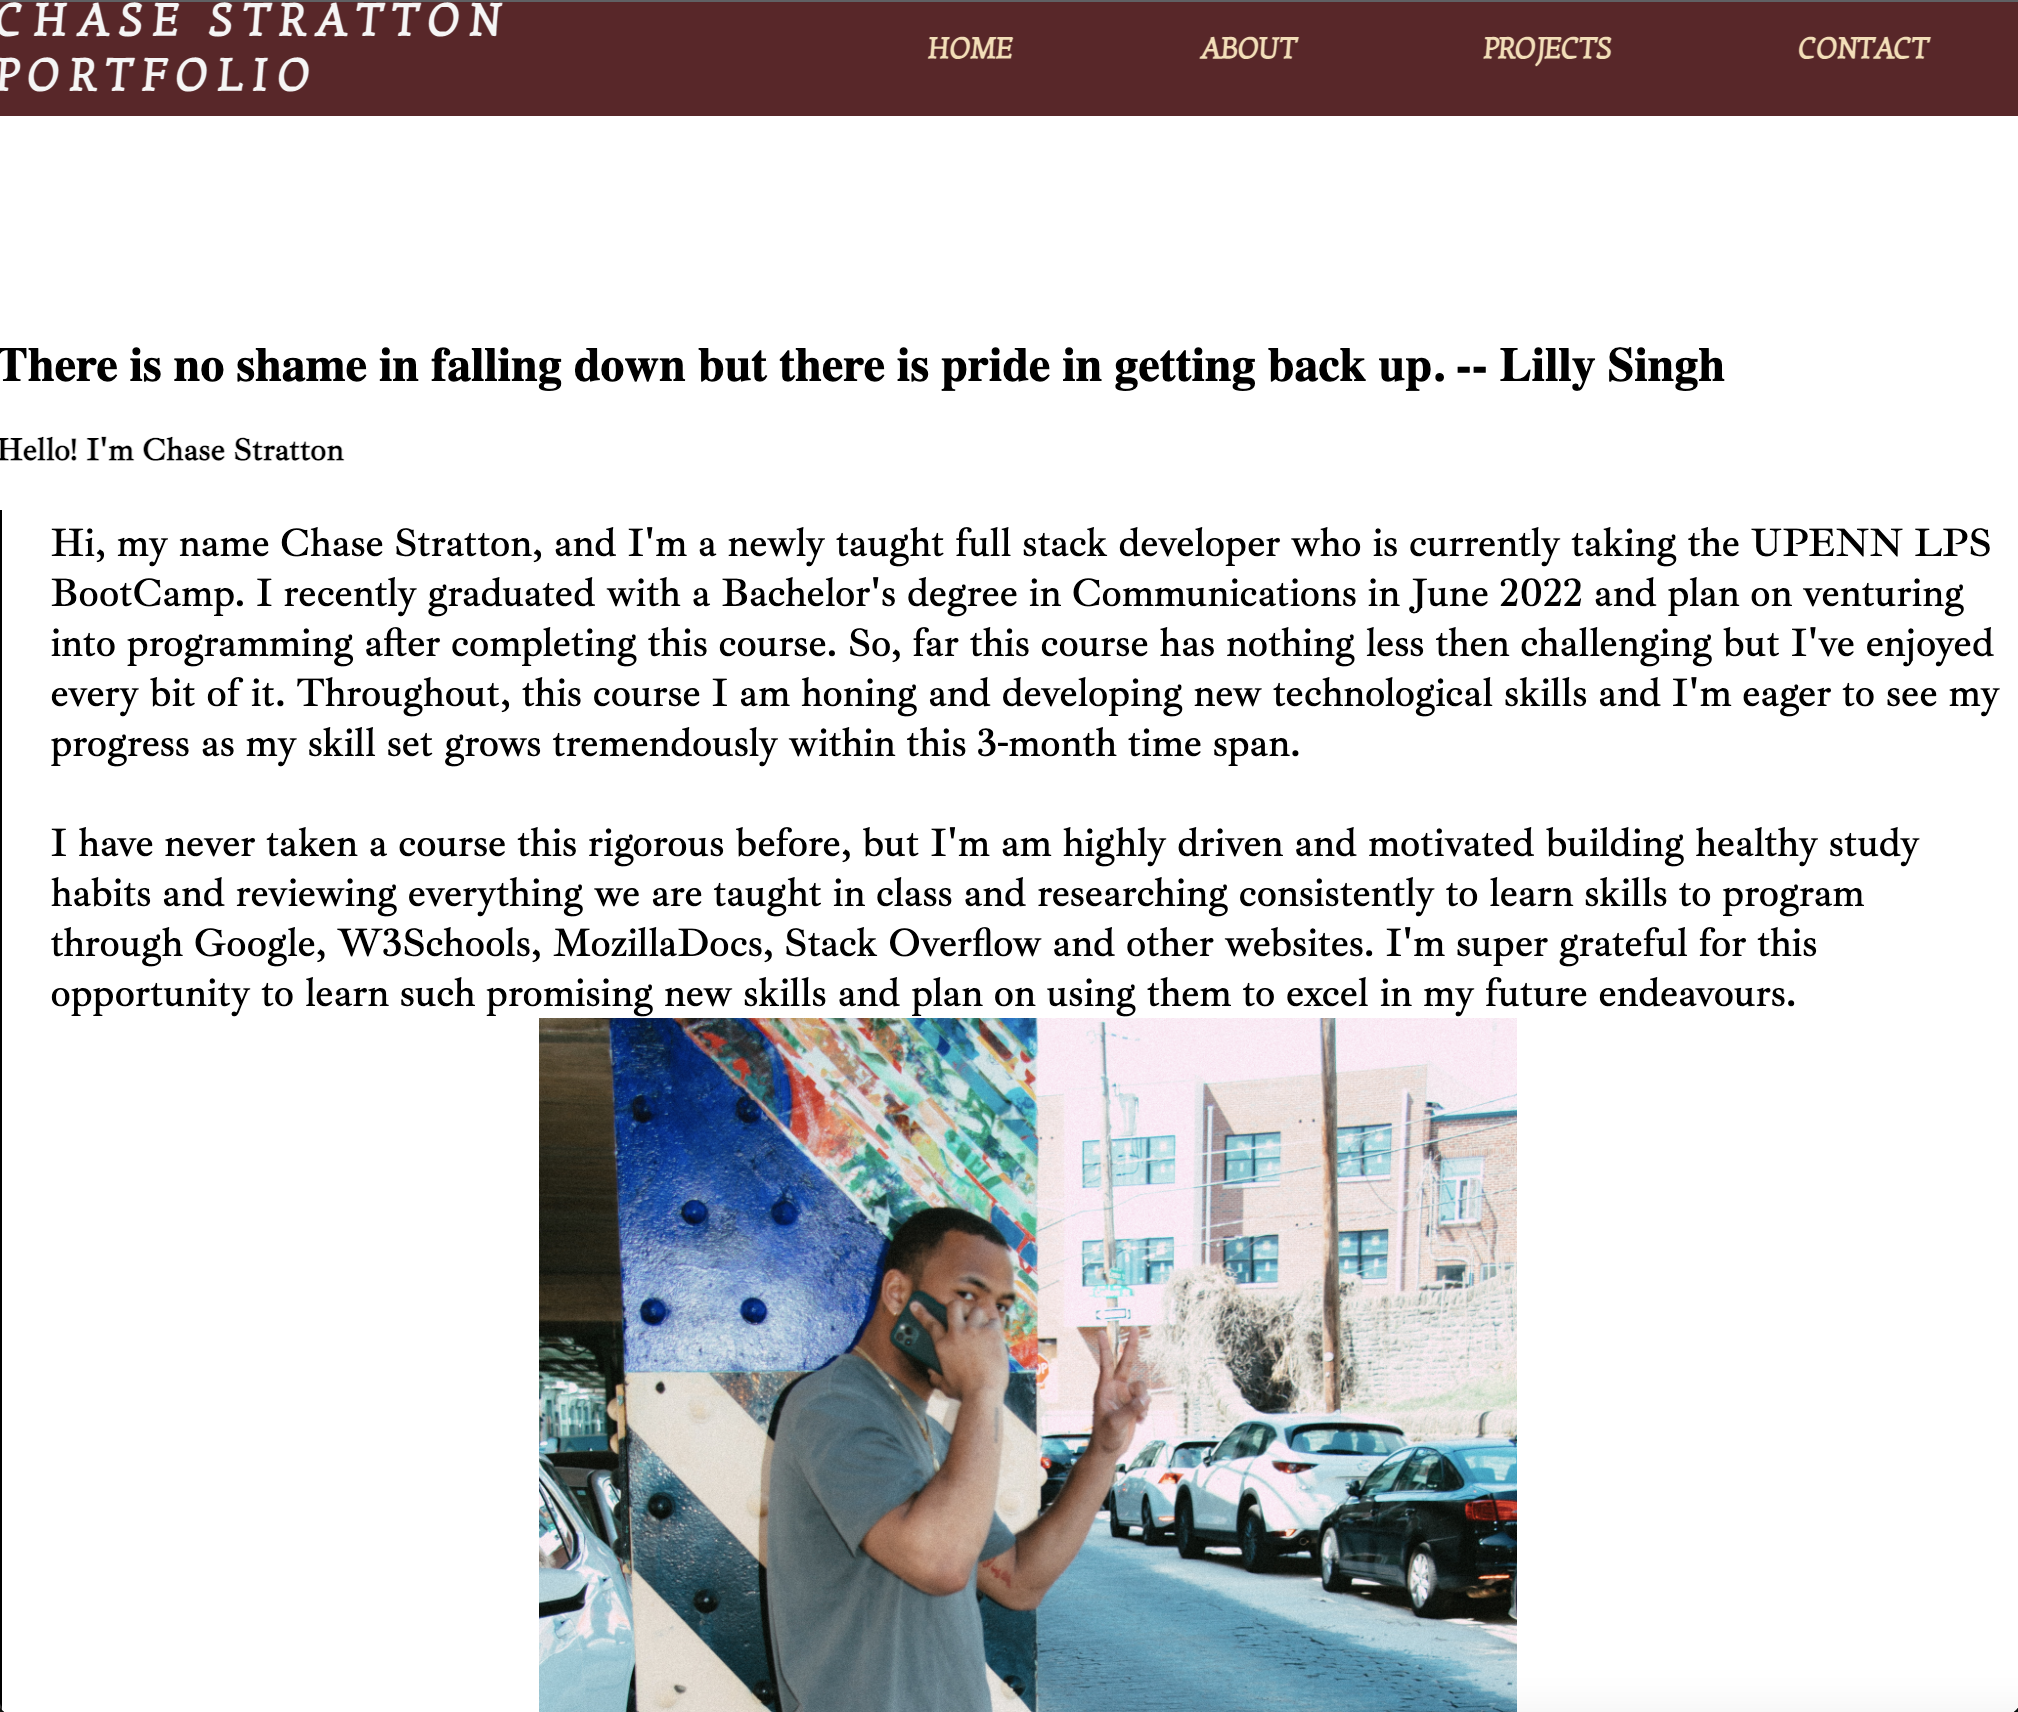 CHASE STRATTON
PORTFOLIO
HOME ABOUT PROJECTS CONTACT
There is no shame in falling down but there is pride in getting back up. -- Lilly Singh
Hello! I'm Chase Stratton
Hi, my name Chase Stratton, and I'm a newly taught full stack developer who is currently taking the UPENN LPS
BootCamp. I recently graduated with a Bachelor's degree in Communications in June 2022 and plan on venturing
into programming after completing this course. So, far this course has nothing less then challenging but I've enjoyed
every bit of it. Throughout, this course I am honing and developing new technological skills and I'm eager to see my
progress as my skill set grows tremendously within this 3-month time span.
I have never taken a course this rigorous before, but I'm am highly driven and motivated building healthy study
habits and reviewing everything we are taught in class and researching consistently to learn skills to program
through Google, W3Schools, MozillaDocs, Stack Overflow and other websites. I'm super grateful for this
opportunity to learn such promising new skills and plan on using them to excel in my future endeavours.